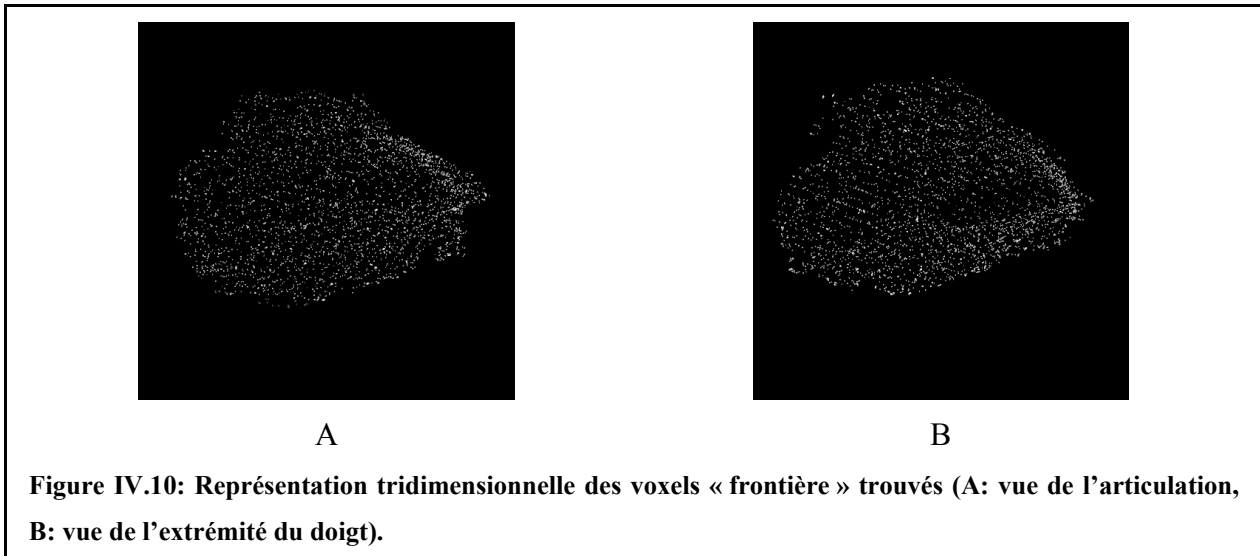 A
B
Figure IV.10: Représentation tridimensionnelle des voxels « frontière » trouvés (A: vue de l’articulation,
B: vue de l’extrémité du doigt).